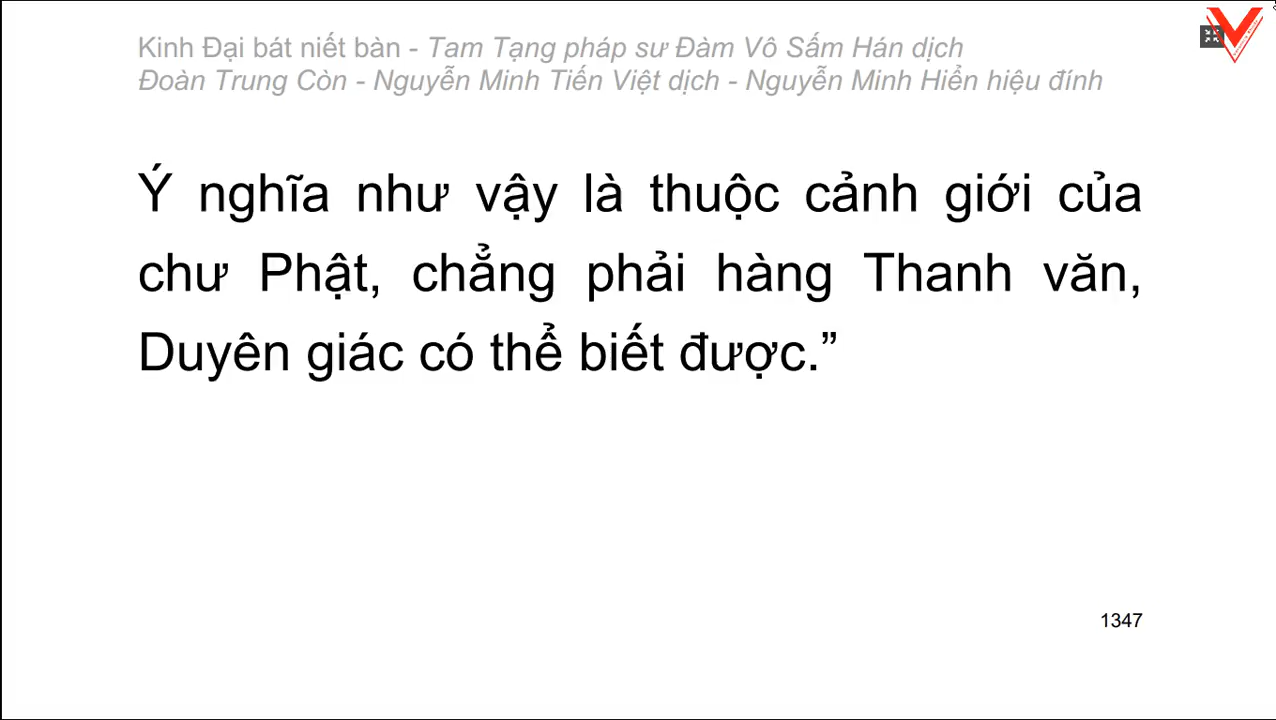 Kinh Đại bát niết bàn - Tam Tạng pháp sư Đàm Vô Sấm Hán dịch
Đoàn Trung Còn - Nguyễn Minh Tiến Việt dịch - Nguyễn Minh Hiển hiệu đính
Ý nghĩa như vậy là thuộc cảnh giới của
chư Phật, chẳng phải hàng Thanh văn,
Duyên giác có thể biết được.”
1347